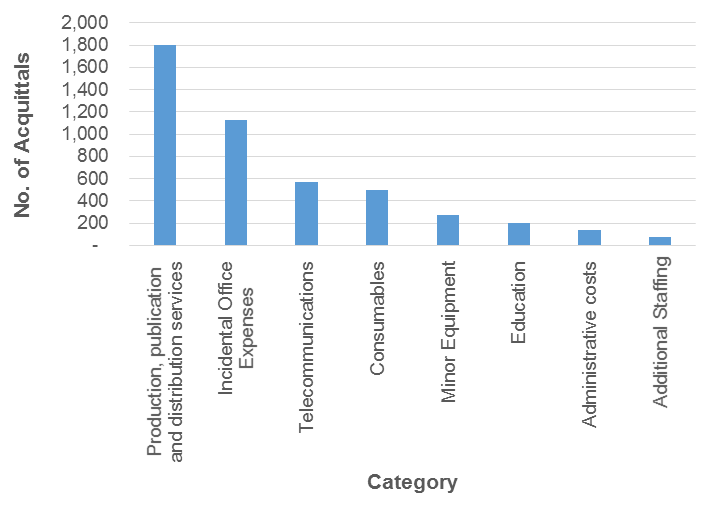 2,000
1,800
1,600
1,400
1,200
1,000
800
600
400
200
-
No. of Acquittals
Production, publication
and distribution services
Incidental Office
Expenses
Telecommunications
Consumables
Minor Equipment
Education
Administrative costs
Additional Staffing
Category